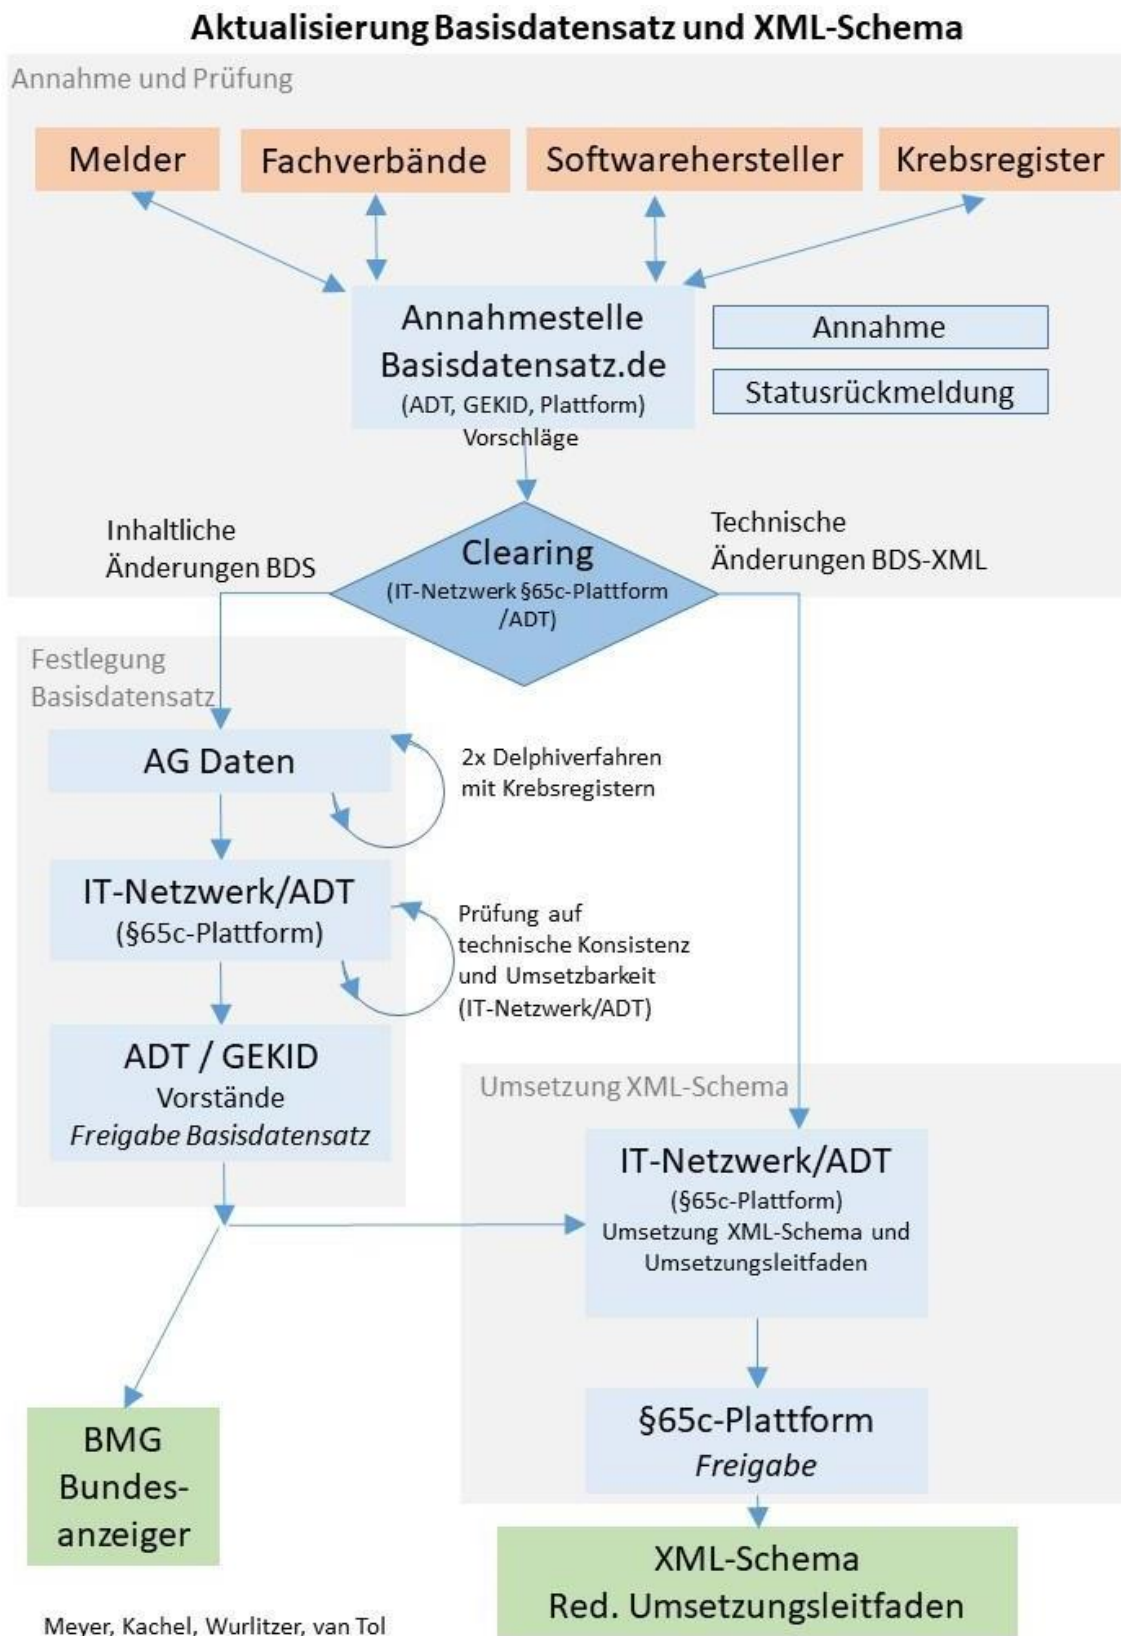 Aktualisierung Basisdatensatz und XML-Schema
Annahme und Prüfung
Melder
Fachverbände
Softwarehersteller
Krebsregister
Annahmestelle
Basisdatensatz.de
(ADT, GEKID, Plattform)
Vorschläge
Annahme
Statusrückmeldung
Inhaltliche
Änderungen BDS
Clearing
(IT-Netzwerk §65c-Plattform
/ADT)
Technische
Änderungen BDS-XML
Festlegung
Basisdatensatz
AG Daten
2x Delphiverfahren
mit Krebsregistern
IT-Netzwerk/ADT
(§65c-Plattform)
Prüfung auf
technische Konsistenz
und Umsetzbarkeit
(IT-Netzwerk/ADT)
ADT / GEKID
Vorstände
Freigabe Basisdatensatz
Umsetzung XML-Schema
IT-Netzwerk/ADT
(§65c-Plattform)
Umsetzung XML-Schema und
Umsetzungsleitfaden
§65c-Plattform
Freigabe
BMG
Bundes-
anzeiger
XML-Schema
Red. Umsetzungsleitfaden
Meyer, Kachel, Wurlitzer, van Tol